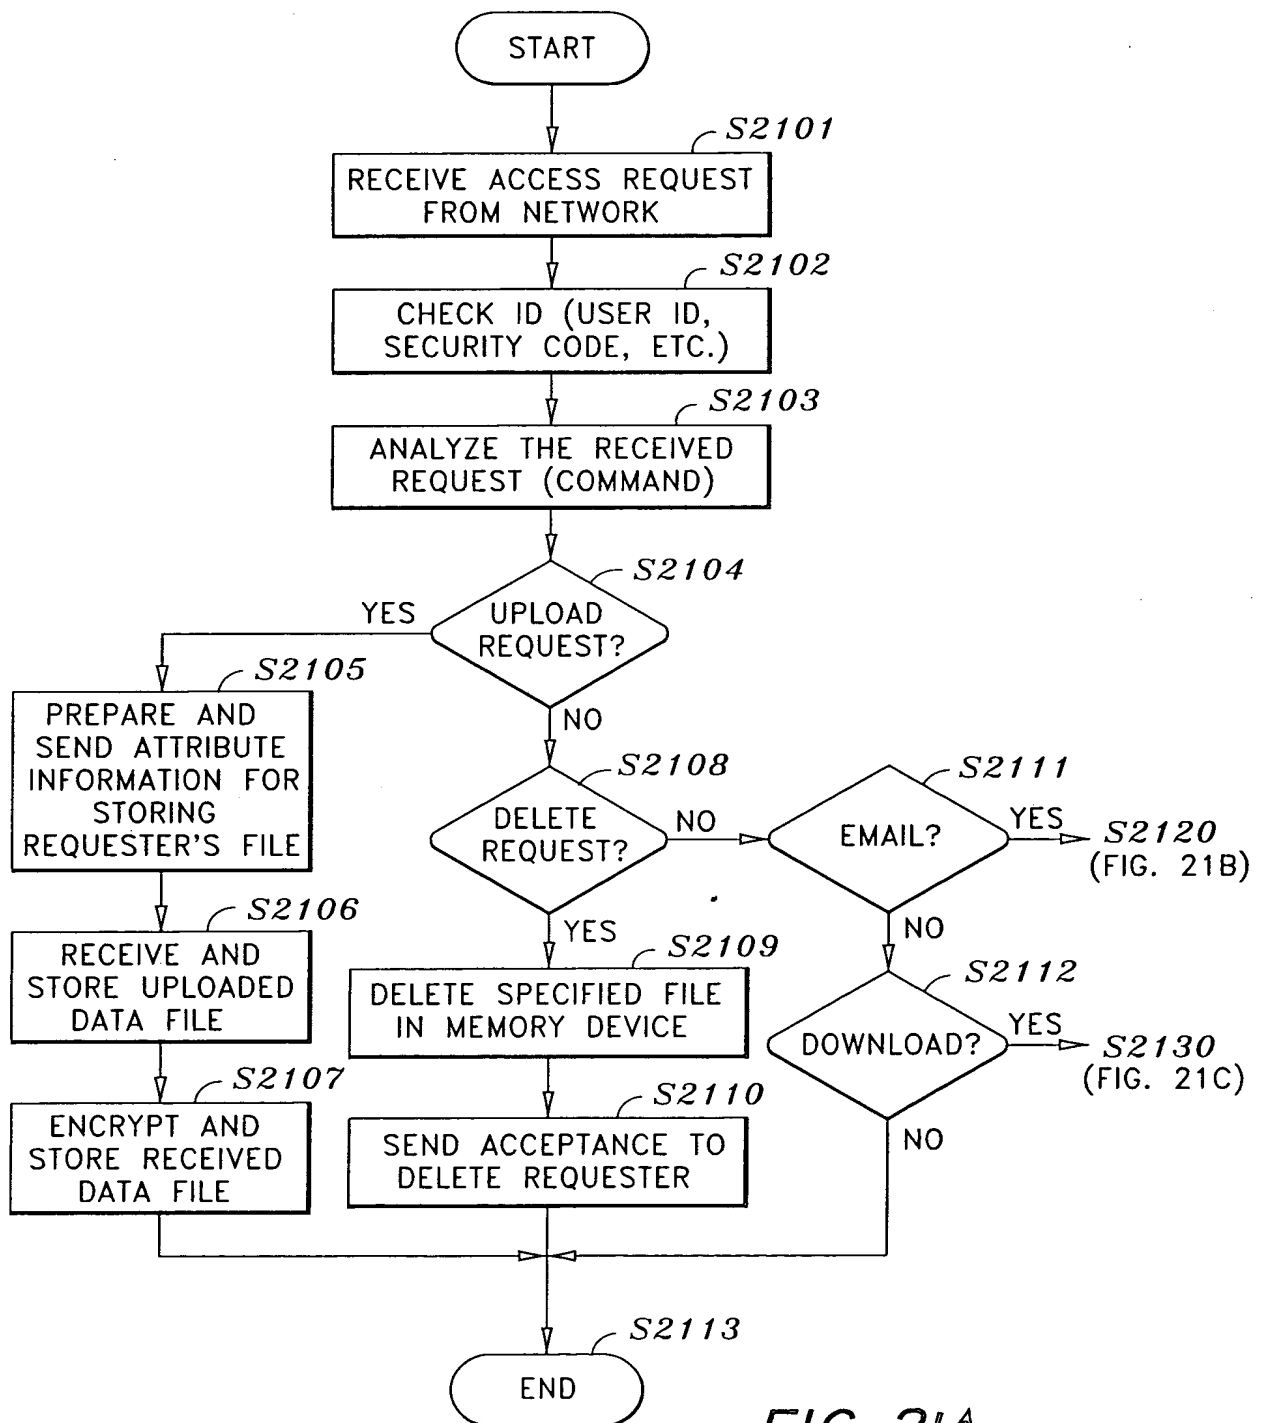 START
S2101
RECEIVE ACCESS REQUEST
FROM NETWORK
S2102
CHECK ID (USER ID,
SECURITY CODE, ETC.)
S2103
ANALYZE THE RECEIVED
REQUEST (COMMAND)
S2104
UPLOAD
REQUEST?
YES
NO
S2105
PREPARE AND
SEND ATTRIBUTE
INFORMATION FOR
STORING
REQUESTER'S FILE
S2106
RECEIVE AND
STORE UPLOADED
DATA FILE
S2107
ENCRYPT AND
STORE RECEIVED
DATA FILE
S2108
DELETE
REQUEST?
NO
YES
S2109
DELETE SPECIFIED FILE
IN MEMORY DEVICE
S2110
SEND ACCEPTANCE TO
DELETE REQUESTER
S2111
EMAIL?
YES
S2120
(FIG. 21B)
NO
S2112
DOWNLOAD?
YES
S2130
(FIG. 21C)
NO
S2113
END
FIG. 21A